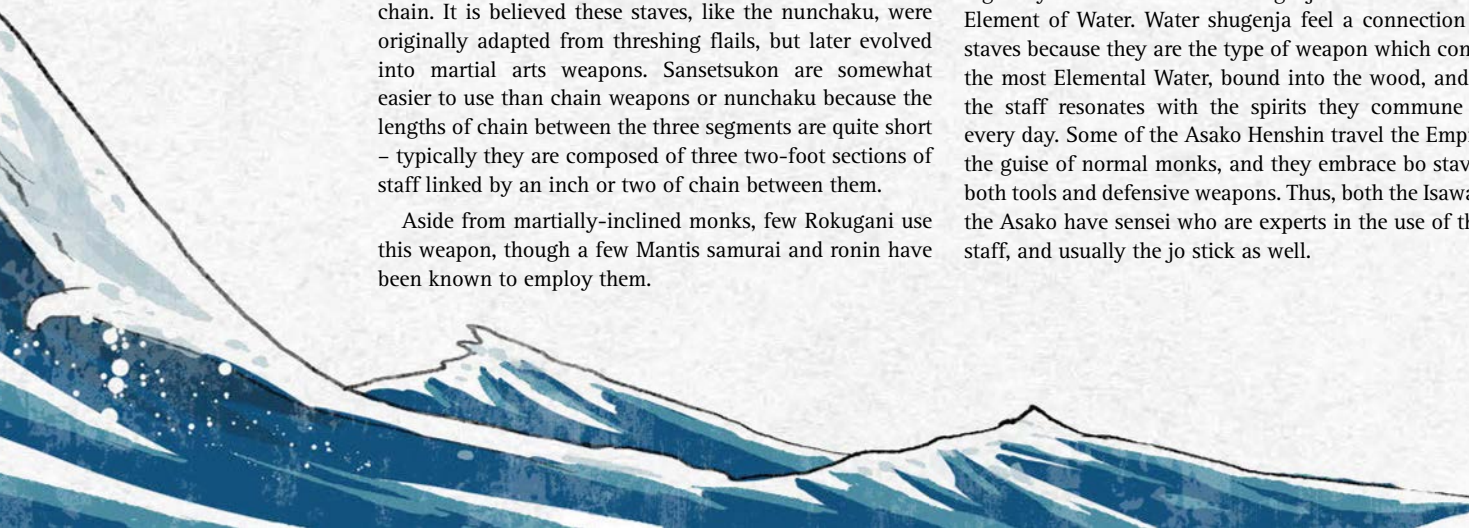 chain. It is believed these staves, like the nunchaku, were
originally adapted from threshing flails, but later evolved
into martial arts weapons. Sansetsukon are somewhat
easier to use than chain weapons or nunchaku because the
lengths of chain between the three segments are quite short
– typically they are composed of three two-foot sections of
staff linked by an inch or two of chain between them.
Aside from martially-inclined monks, few Rokugani use
this weapon, though a few Mantis samurai and ronin have
been known to employ them.
Element of Water. Water shugenja feel a connection
staves because they are the type of weapon which
the most Elemental Water, bound into the wood, and
the staff resonates with the spirits they commune
every day. Some of the Asako Henshin travel the
the guise of normal monks, and they embrace bo
both tools and defensive weapons. Thus, both the
the Asako have sensei who are experts in the use of
staff, and usually the jo stick as well.